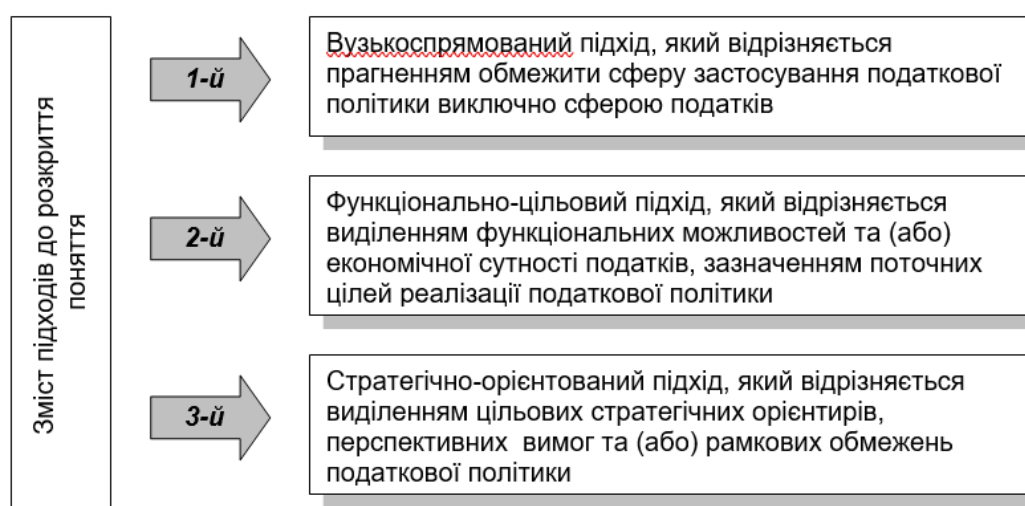 Зміст підходів до розкриття
поняття
1-й
Вузькоспрямований підхід, який відрізняється
прагненням обмежити сферу застосування податкової
політики виключно сферою податків
2-й
Функціонально-цільовий підхід, який відрізняється
виділенням функціональних можливостей та (або)
економічної сутності податків, зазначенням поточних
цілей реалізації податкової політики
3-й
Стратегічно-орієнтований підхід, який відрізняється
виділенням цільових стратегічних орієнтирів,
перспективних вимог та (або) рамкових обмежень
податкової політики